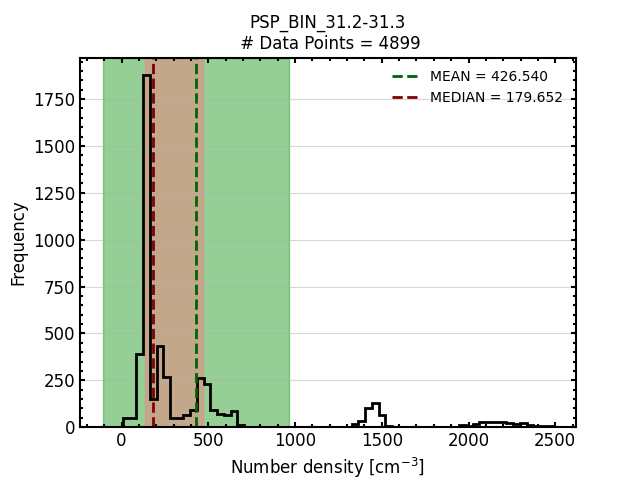 PSP_BIN_31.2-31.3
# Data Points = 4899
MEAN = 426.540
MEDIAN = 179.652
Frequency
1750
1500
1250
1000
750
500
250
0
0 500 1000 1500 2000 2500
Number density [cm⁻³]